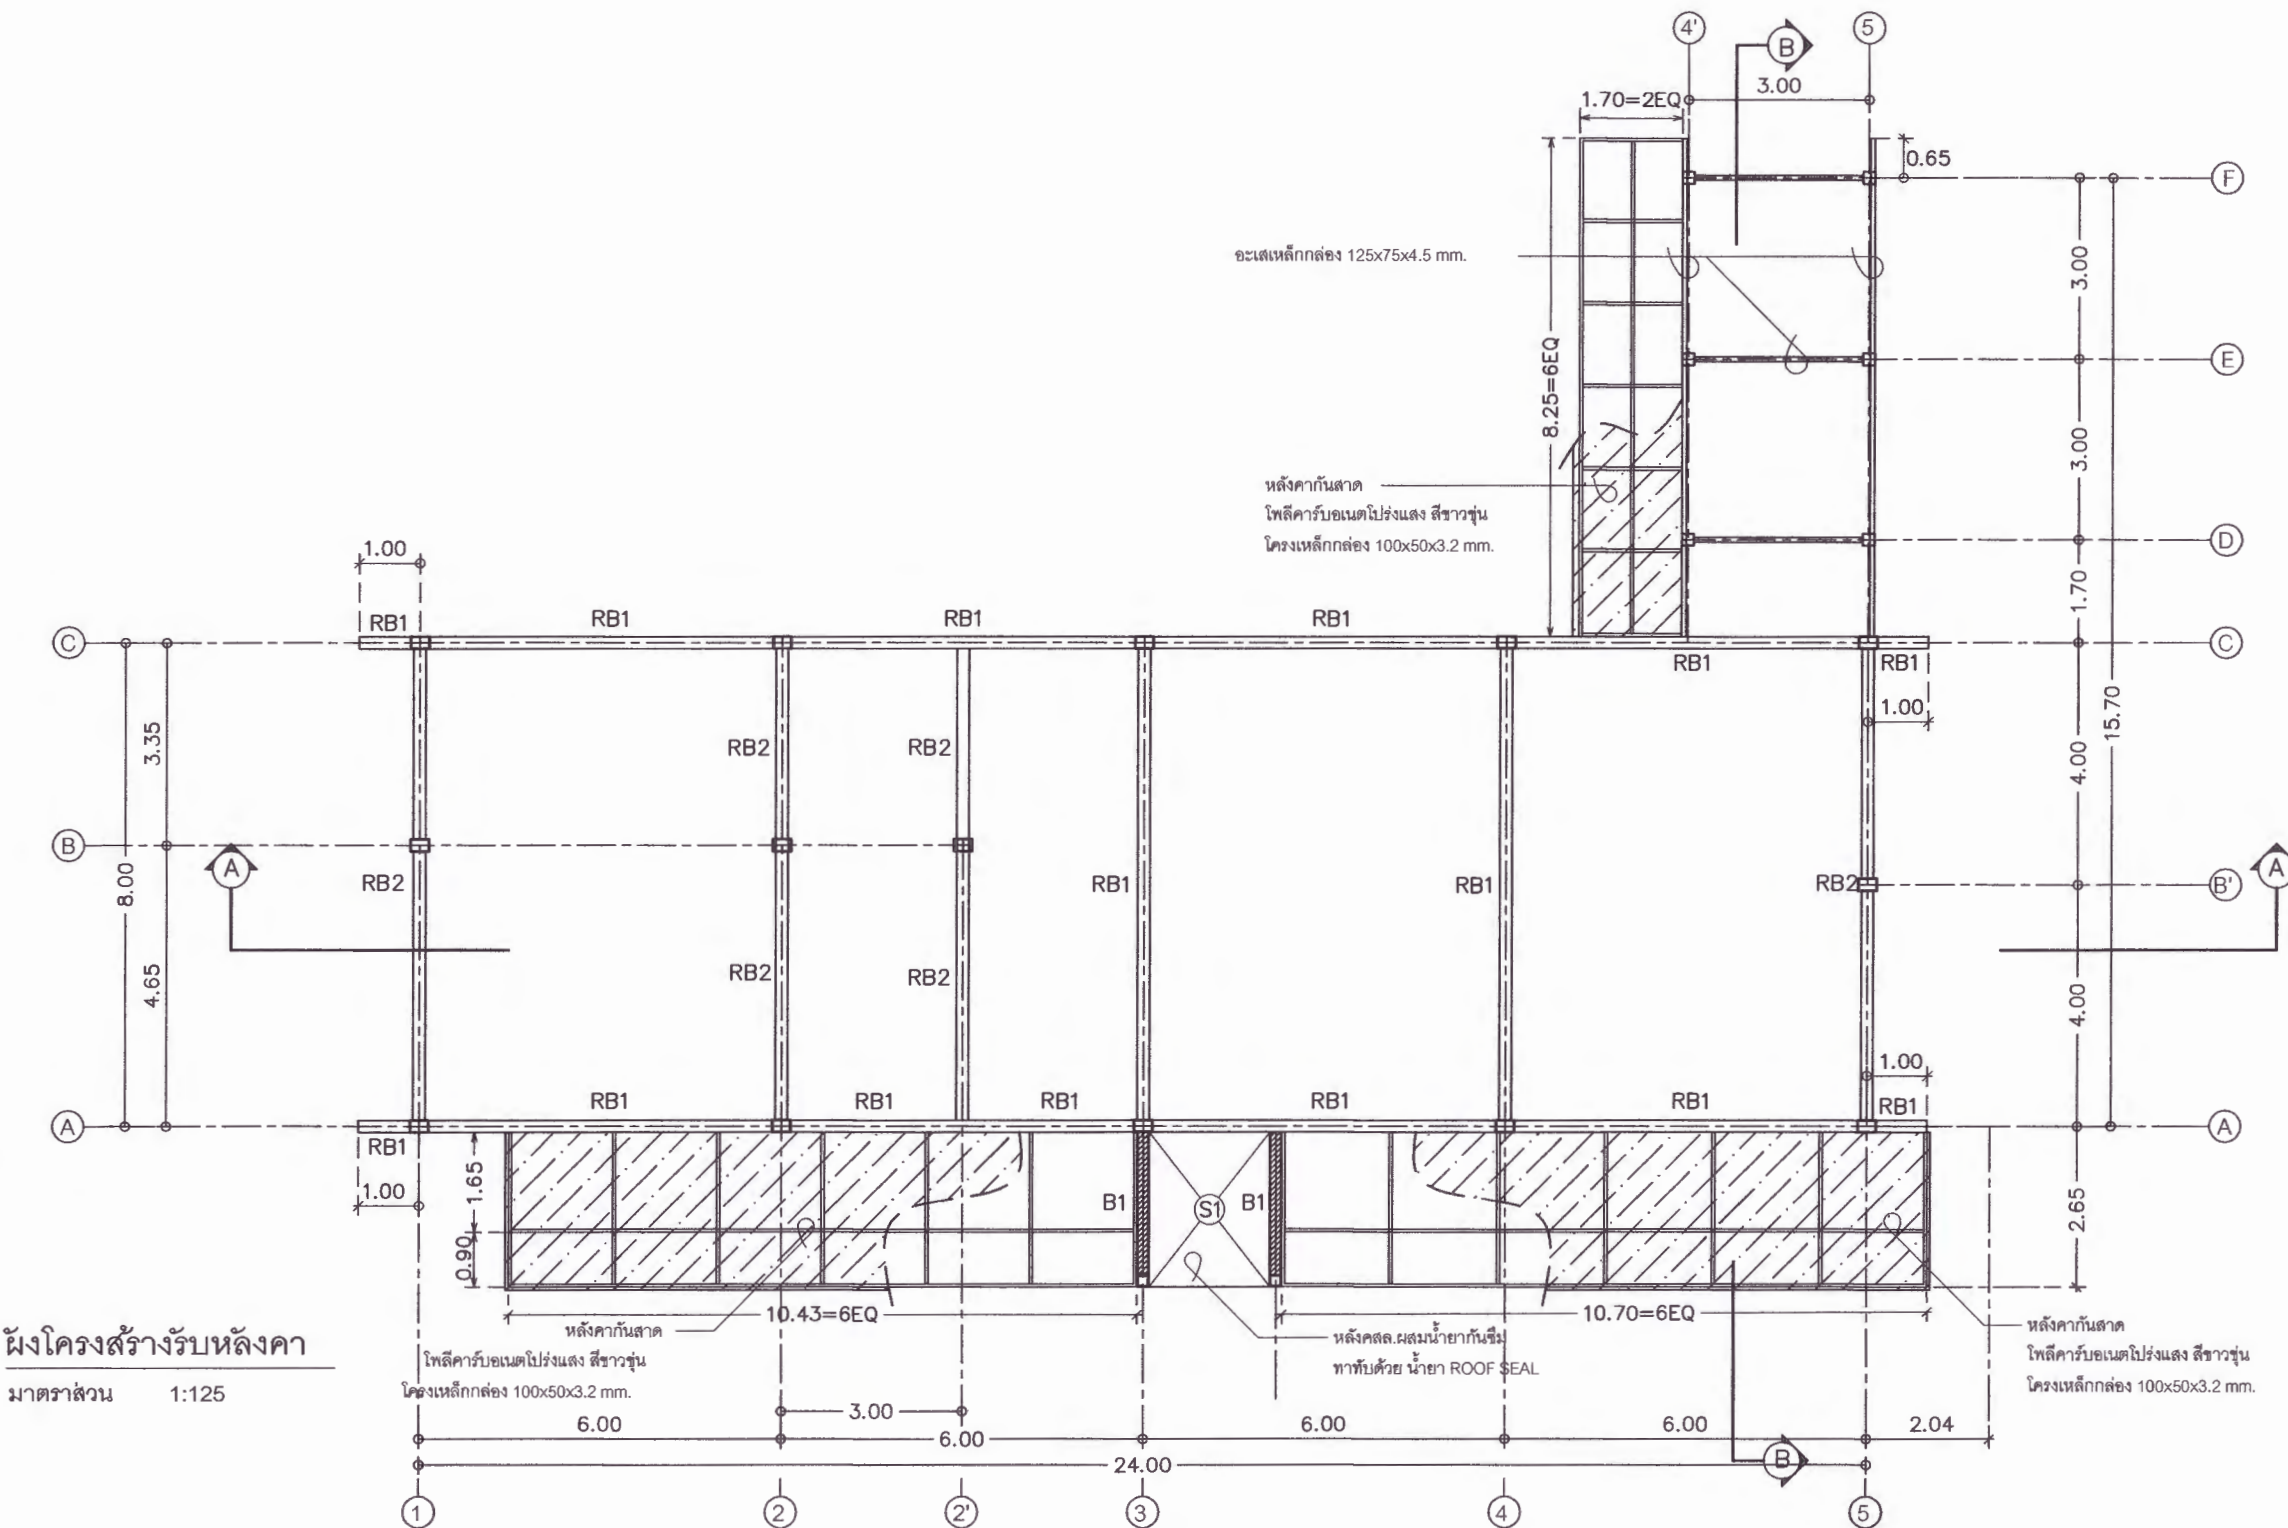 4' 5
B
3.00
1.70=2EQ
0.65
F
อะเสเหล็กกล่อง 125x75x4.5 mm.
3.00
E
8.25=6EQ
3.00
หลังคากันสาด
โพลีคาร์บอเนตโปร่งแสง สีขาวขุ่น
โครงเหล็กกล่อง 100x50x3.2 mm.
D
1.70
1.00
RB1 RB1 RB1 RB1
C C
RB1 RB1
1.00
15.70
3.35
RB2 RB2
4.00
B
A A
8.00
RB2 RB1 RB1 RB2
B'
4.65
RB2 RB2
4.00
1.00
RB1 RB1 RB1 RB1 RB1 RB1
A A
RB1
1.00
1.65
B1 S1 B1
2.65
0.90
10.43=6EQ 10.70=6EQ
หลังคากันสาด
โพลีคาร์บอเนตโปร่งแสง สีขาวขุ่น
โครงเหล็กกล่อง 100x50x3.2 mm.
หลังคสล.ผสมน้ำยากันซึม
ทาทับด้วย น้ำยา ROOF SEAL
หลังคากันสาด
โพลีคาร์บอเนตโปร่งแสง สีขาวขุ่น
โครงเหล็กกล่อง 100x50x3.2 mm.
ผังโครงสร้างรับหลังคา
มาตราส่วน 1:125
3.00
6.00 6.00 6.00 6.00 2.04
24.00
B
1 2 2' 3 4 5